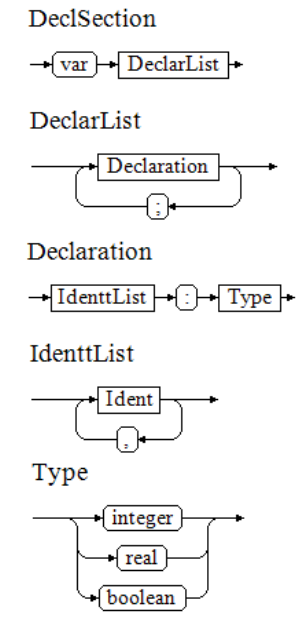 DeclSection
var DeclarList
DeclarList
Declaration
;
Declaration
IdenttList : Type
IdenttList
Ident
,
Type
integer
real
boolean